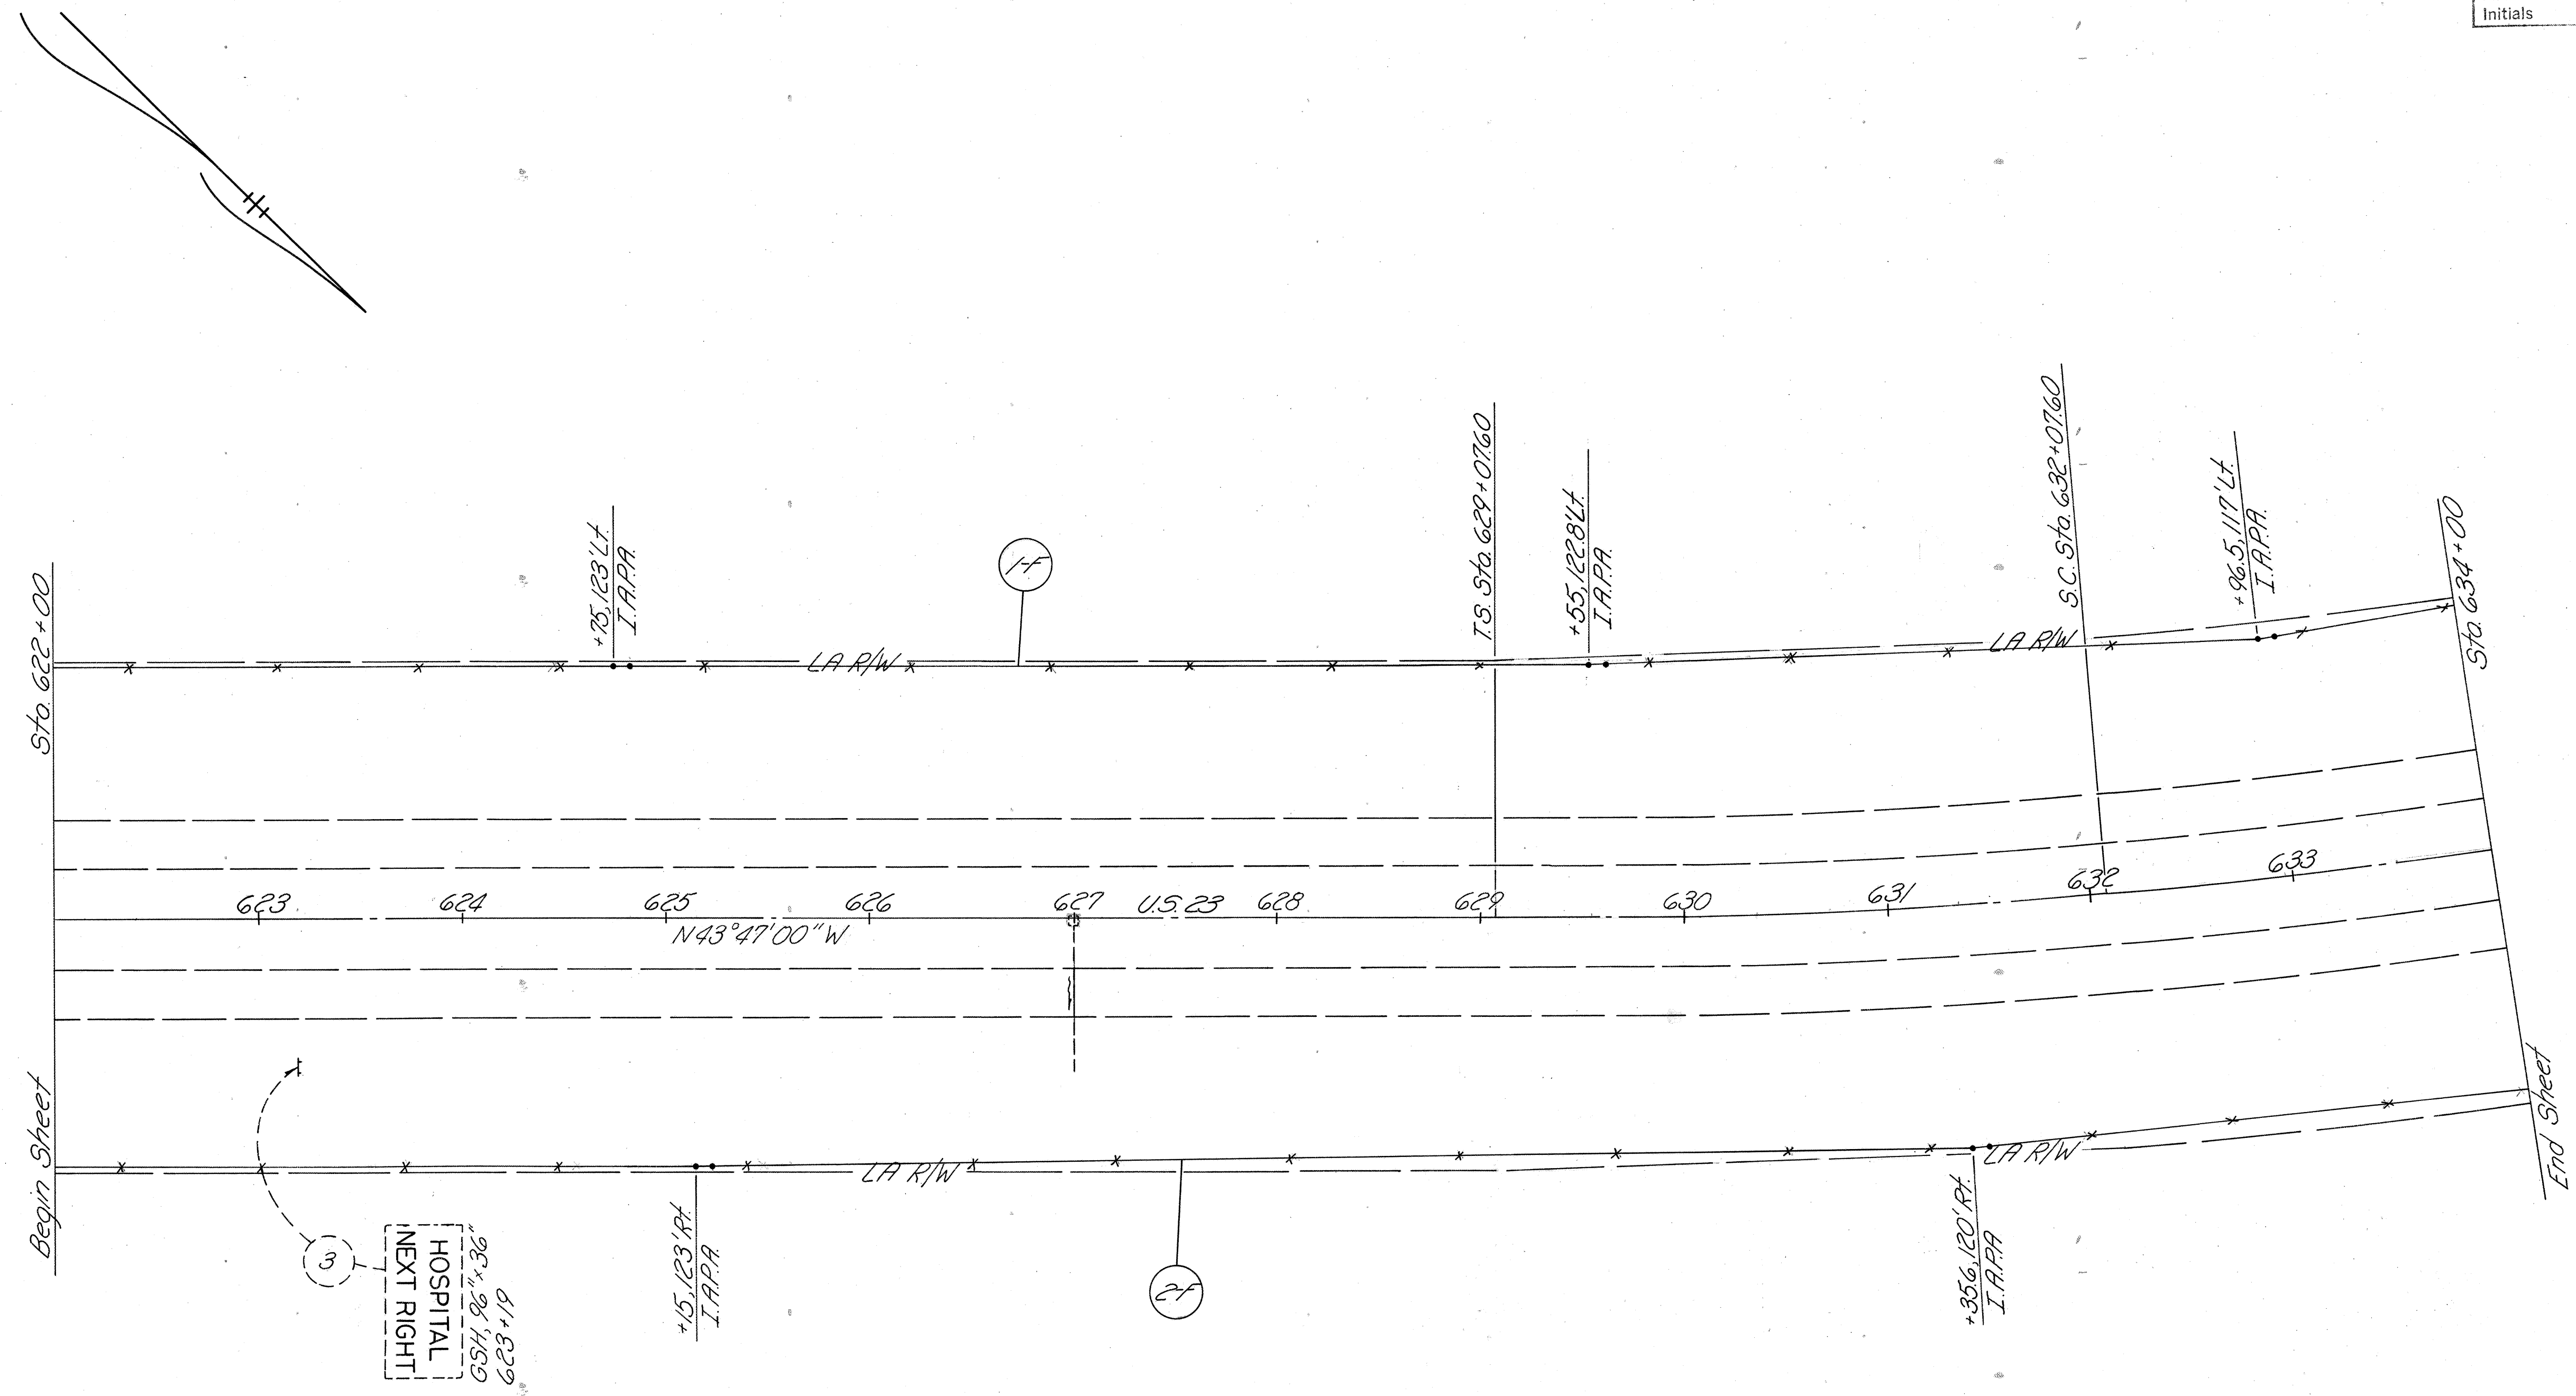 Initials
Sta. 622+00
+75, 123' Lt.
I.A.P.A.
1-f
T.S. Sta. 629+07.60
+55, 122.8' Lt.
I.A.P.A.
S.C. Sta. 632+07.60
+96.5, 117' Lt.
I.A.P.A.
Sta. 634+00
LA R/W
LA R/W
623
624
625
626
627
U.S. 23
628
629
630
631
632
633
N43°47'00"W
Begin Sheet
End Sheet
LA R/W
LA R/W
3
HOSPITAL
NEXT RIGHT
GSH, 96"x36"
623+19
+15, 123' Rt.
I.A.P.A.
2-f
+35.6, 120' Rt.
I.A.P.A